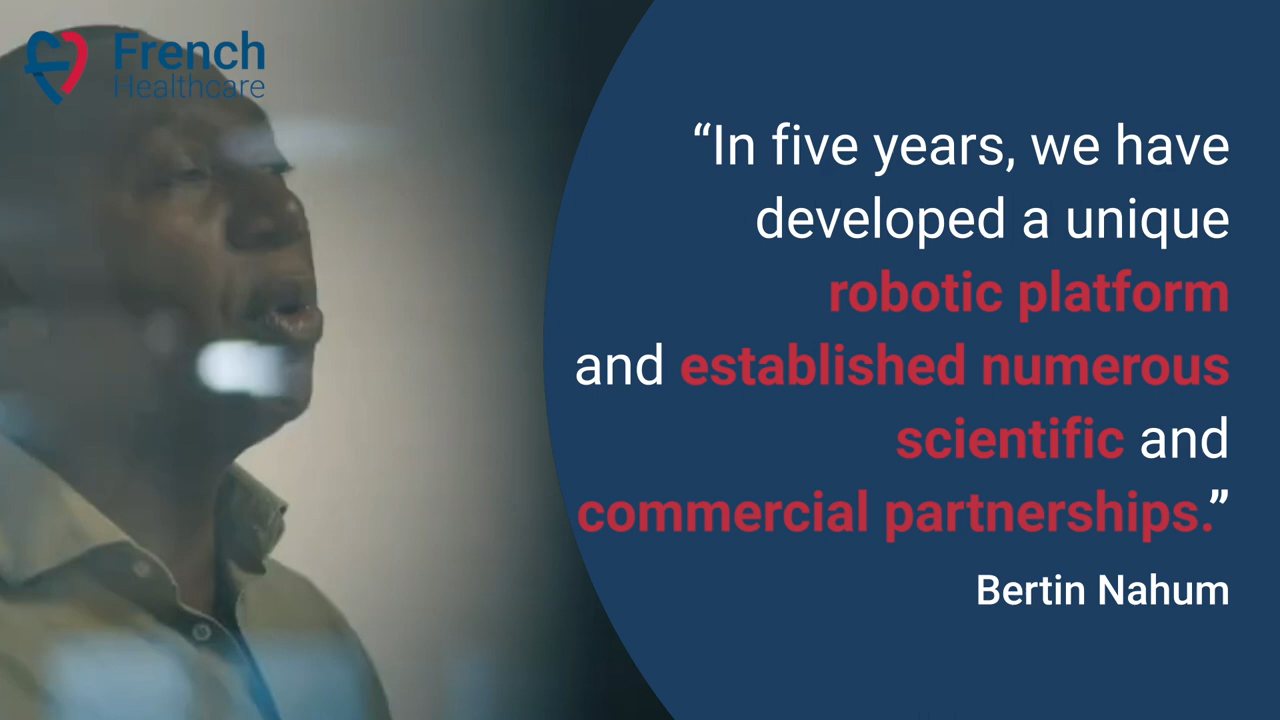 French
Healthcare
“In five years, we have
developed a unique
robotic platform
and established numerous
scientific and
commercial partnerships.”
Bertin Nahum